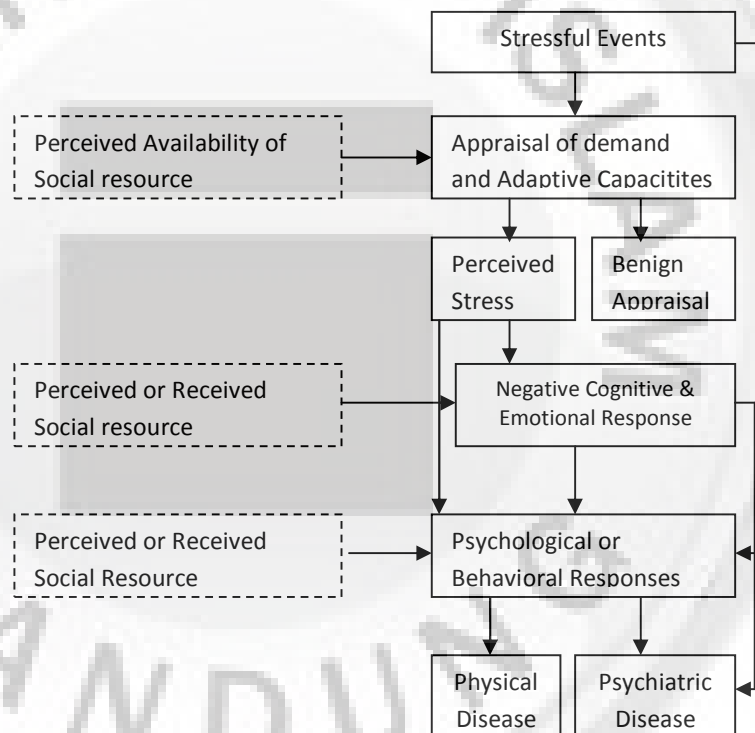 Stressful Events
Perceived Availability of
Social resource
Appraisal of demand
and Adaptive Capacitites
Perceived
Stress
Benign
Appraisal
Perceived or Received
Social resource
Negative Cognitive &
Emotional Response
Perceived or Received
Social Resource
Psychological or
Behavioral Responses
Physical
Disease
Psychiatric
Disease
ISLAM
ANDUNG